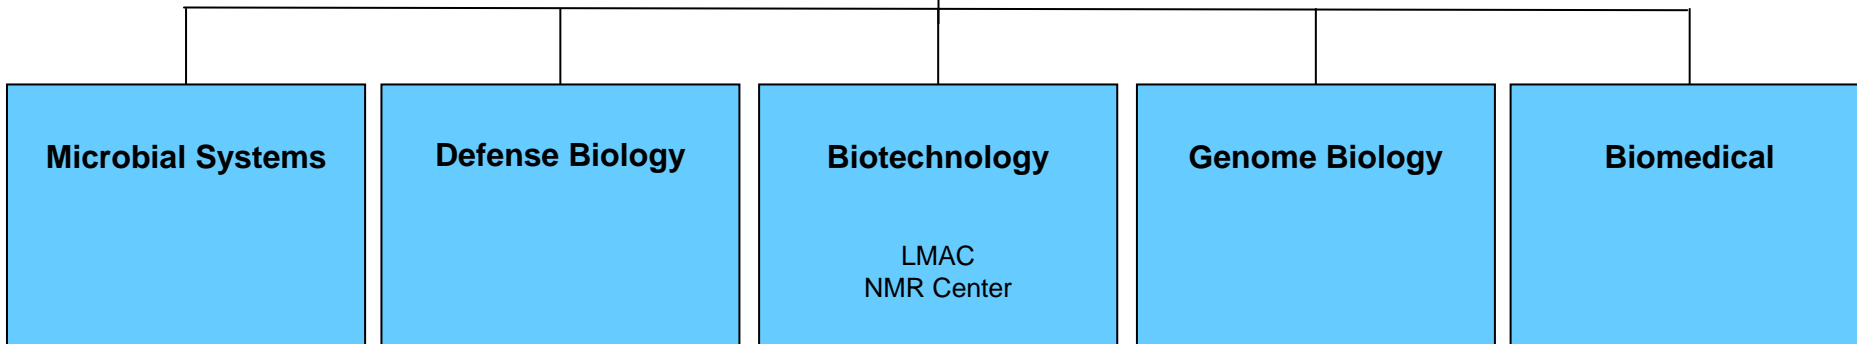 Microbial Systems
Defense Biology
Biotechnology
LMAC
NMR Center
Genome Biology
Biomedical